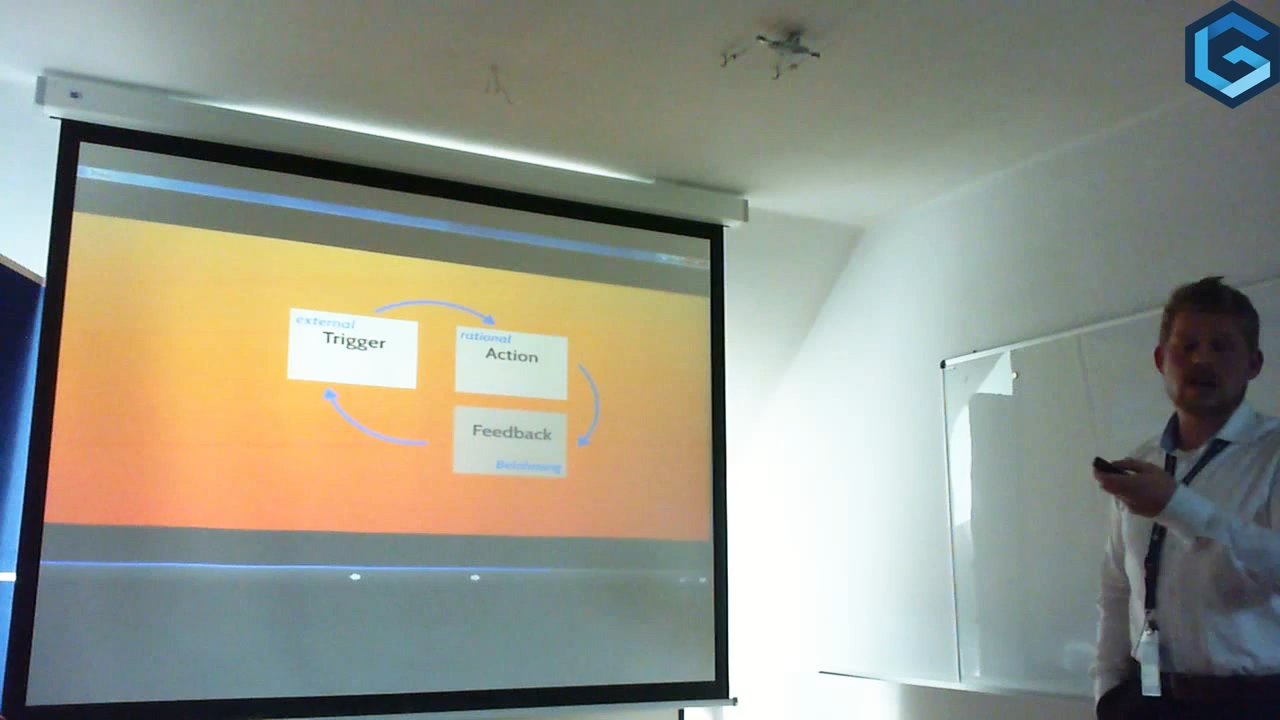 external
Trigger
rational
Action
Feedback
Belohnung